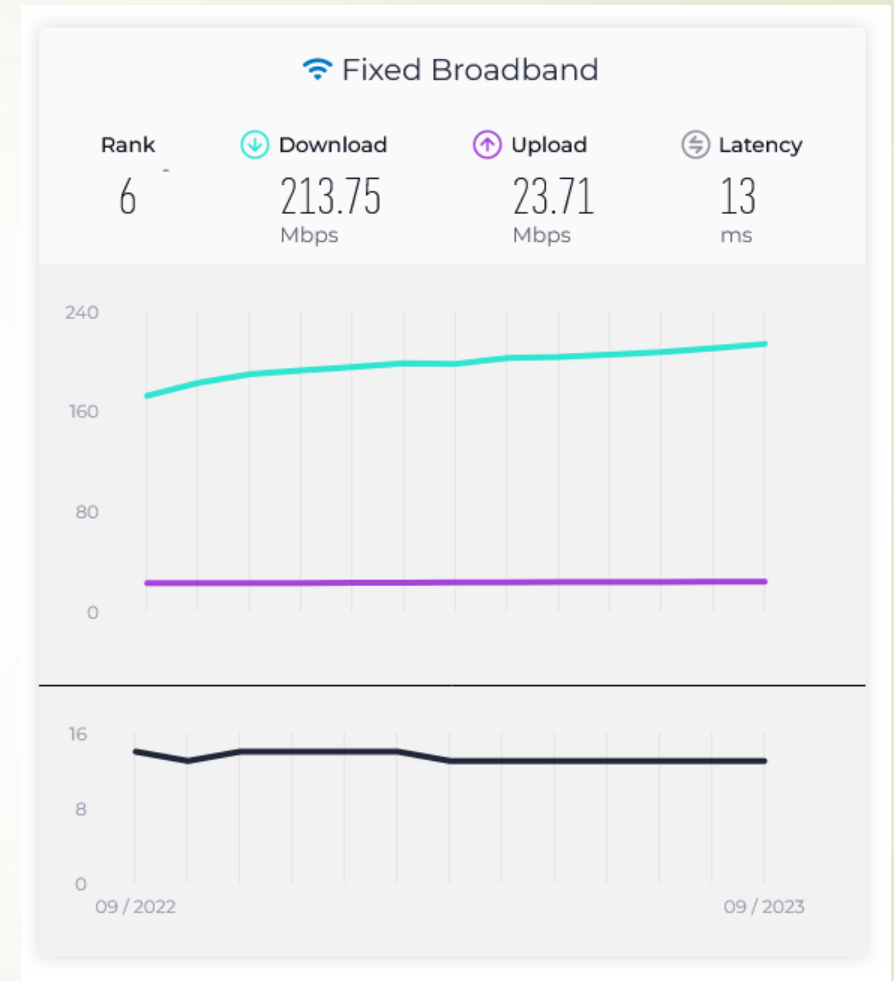 Fixed Broadband
Rank Download Upload Latency
-
6 213.75 23.71 13
Mbps Mbps ms
240
160
80
0
16
8
0
09 / 2022 09 / 2023